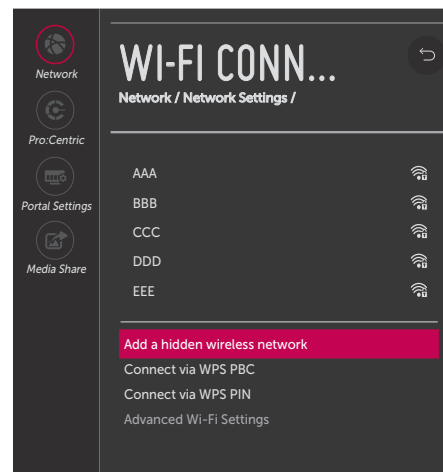 Network
Pro:Centric
Portal Settings
Media Share
WI-FI CONN...
Network / Network Settings /
AAA
BBB
CCC
DDD
EEE
Add a hidden wireless network
Connect via WPS PBC
Connect via WPS PIN
Advanced Wi-Fi Settings